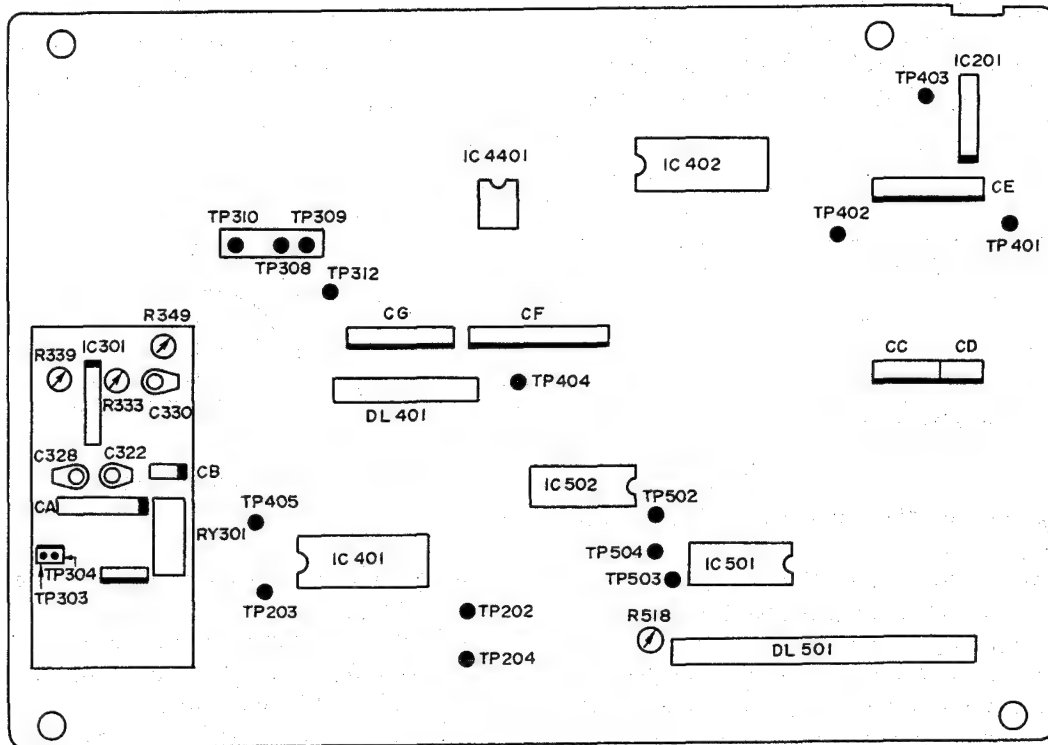 IC201
TP403
IC4401
IC402
CE
TP310 TP309
TP402
TP401
TP308
TP312
R349
CG CF
R339 IC301
CC CD
TP404
R333
C330
DL401
C328 C322
CB
IC502
CA
TP405
TP502
RY301
IC401
TP504
IC501
TP304
TP503
TP303
TP203
TP202
R518
DL501
TP204